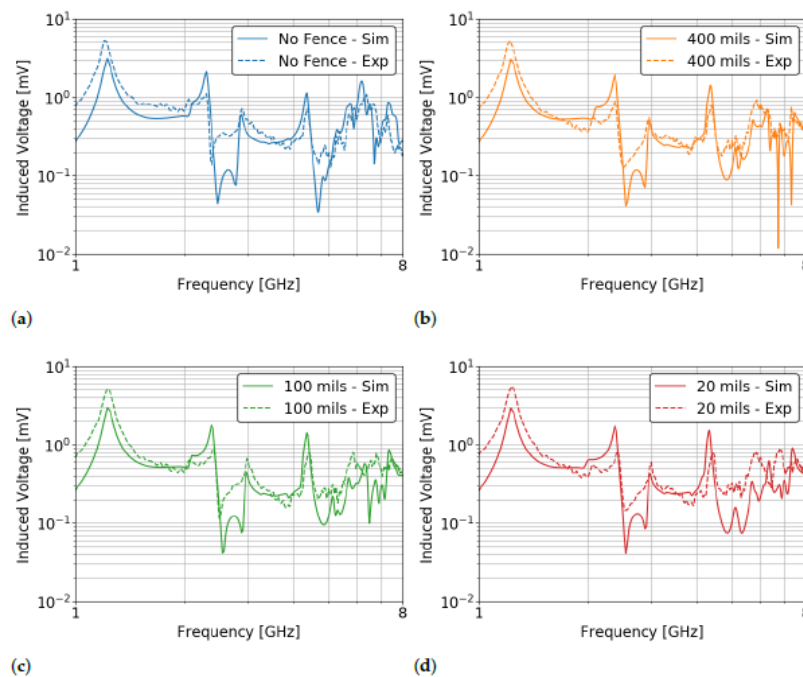 No Fence - Sim
No Fence - Exp
Induced Voltage [mV]
10¹
10⁰
10⁻¹
10⁻²
1
8
Frequency [GHz]
(a)
400 mils - Sim
400 mils - Exp
Induced Voltage [mV]
10¹
10⁰
10⁻¹
10⁻²
1
8
Frequency [GHz]
(b)
100 mils - Sim
100 mils - Exp
Induced Voltage [mV]
10¹
10⁰
10⁻¹
10⁻²
1
8
Frequency [GHz]
(c)
20 mils - Sim
20 mils - Exp
Induced Voltage [mV]
10¹
10⁰
10⁻¹
10⁻²
1
8
Frequency [GHz]
(d)